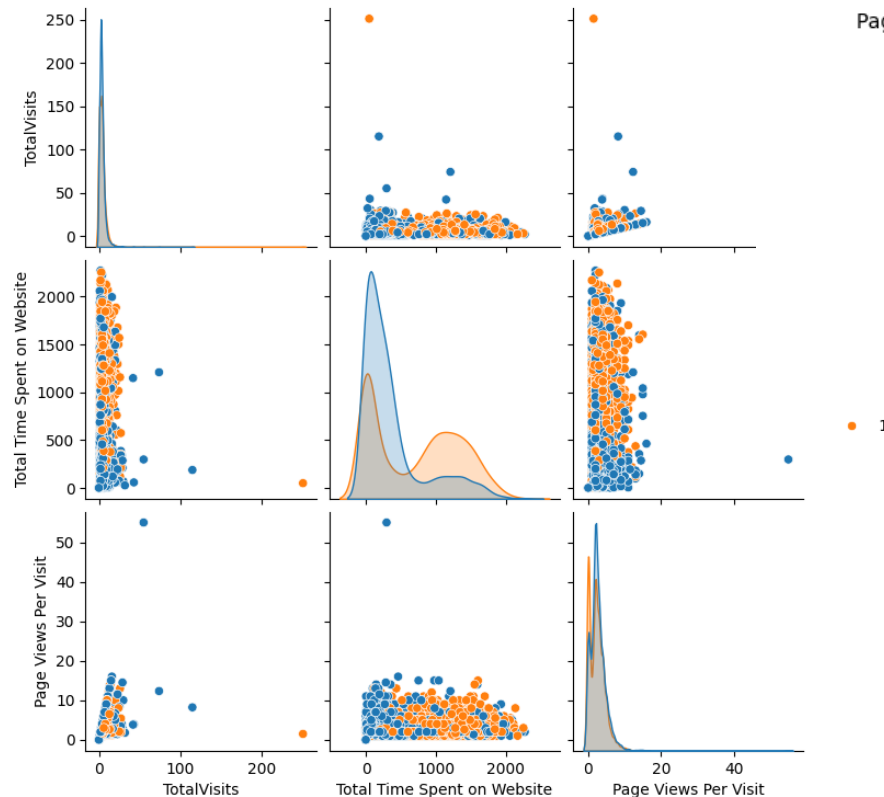 Pag
TotalVisits
250
200
150
100
50
0
Total Time Spent on Website
2000
1500
1000
500
0
1
Page Views Per Visit
50
40
30
20
10
0
0 100 200
0 1000 2000
0 20 40
TotalVisits
Total Time Spent on Website
Page Views Per Visit